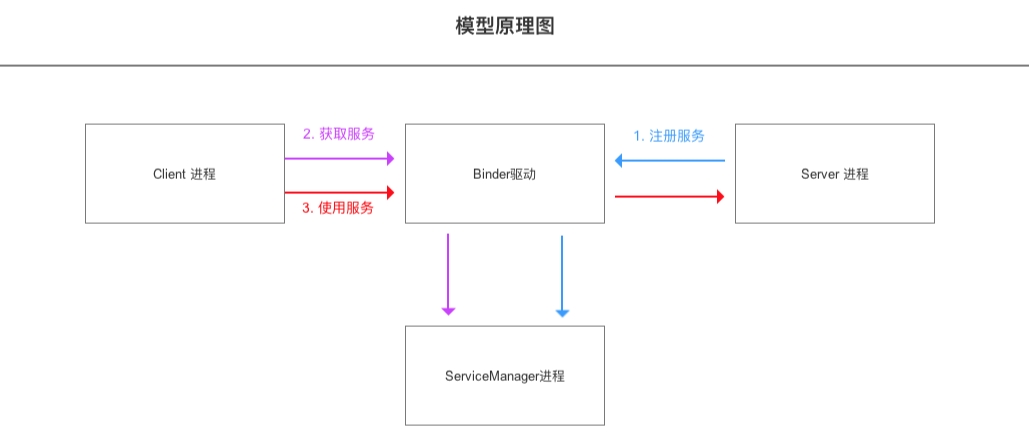 模型原理图
2. 获取服务
1. 注册服务
Client 进程
Binder驱动
Server 进程
3. 使用服务
ServiceManager进程